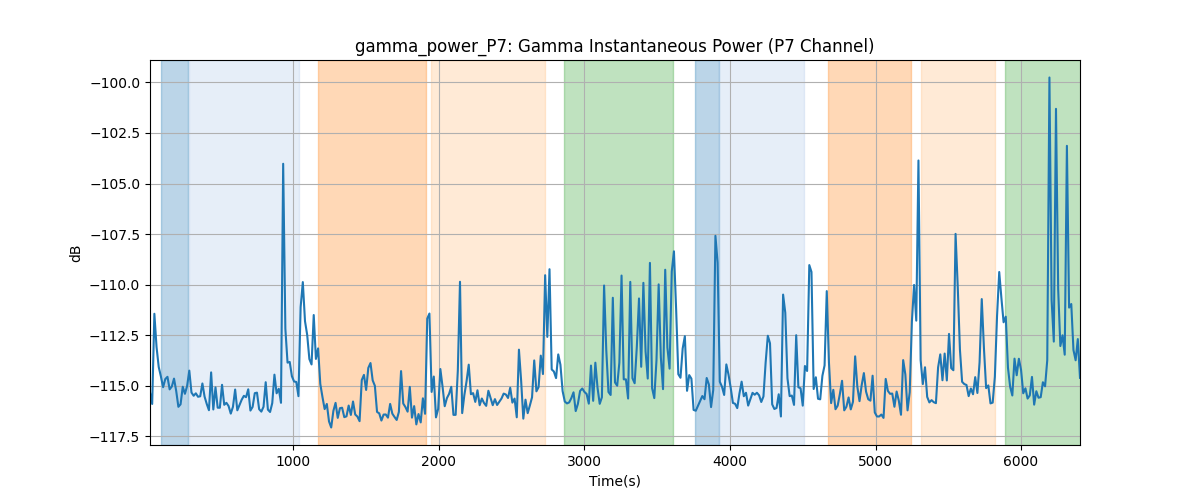 gamma_power_P7: Gamma Instantaneous Power (P7 Channel)
−100.0
−102.5
−105.0
−107.5
−110.0
−112.5
−115.0
−117.5
dB
1000 2000 3000 4000 5000 6000
Time(s)